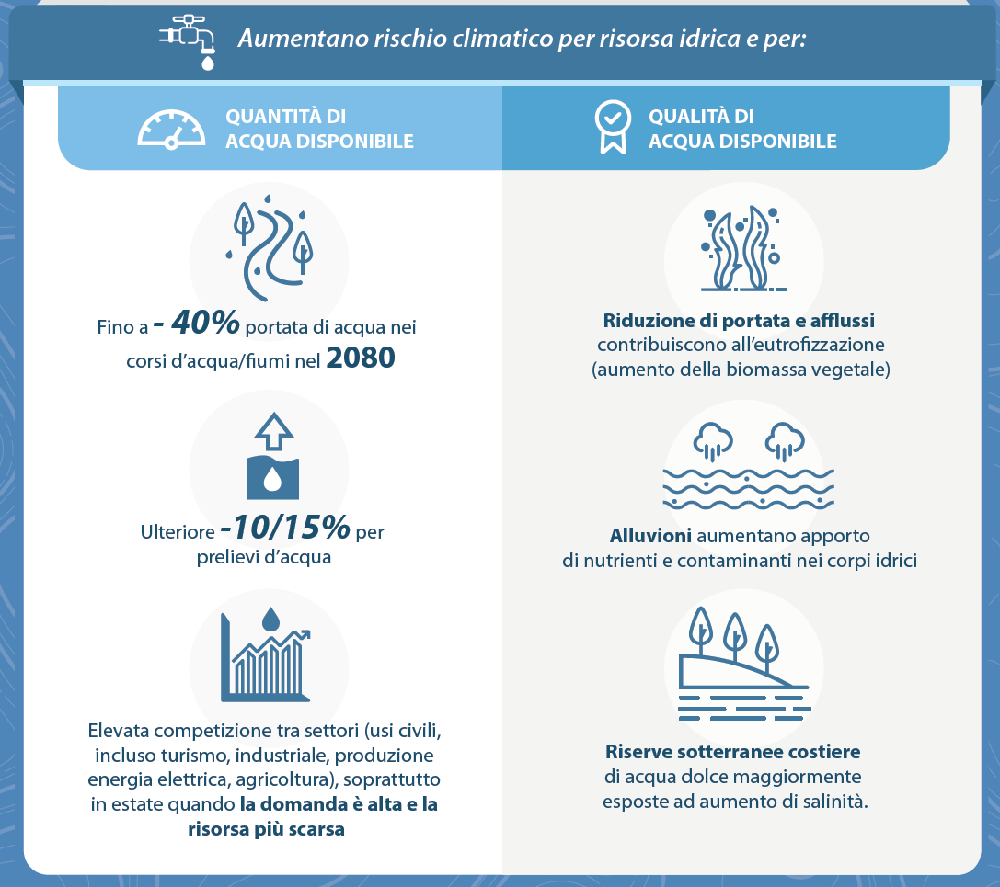 Aumentano rischio climatico per risorsa idrica e per:
QUANTITÀ DI
ACQUA DISPONIBILE
Fino a - 40% portata di acqua nei
corsi d’acqua/fiumi nel 2080
Ulteriore -10/15% per
prelievi d’acqua
Elevata competizione tra settori (usi civili,
incluso turismo, industriale, produzione
energia elettrica, agricoltura), soprattutto
in estate quando la domanda è alta e la
risorsa più scarsa
QUALITÀ DI
ACQUA DISPONIBILE
Riduzione di portata e afflussi
contribuiscono all’eutrofizzazione
(aumento della biomassa vegetale)
Alluvioni aumentano apporto
di nutrienti e contaminanti nei corpi idrici
Riserve sotterranee costiere
di acqua dolce maggiormente
esposte ad aumento di salinità.